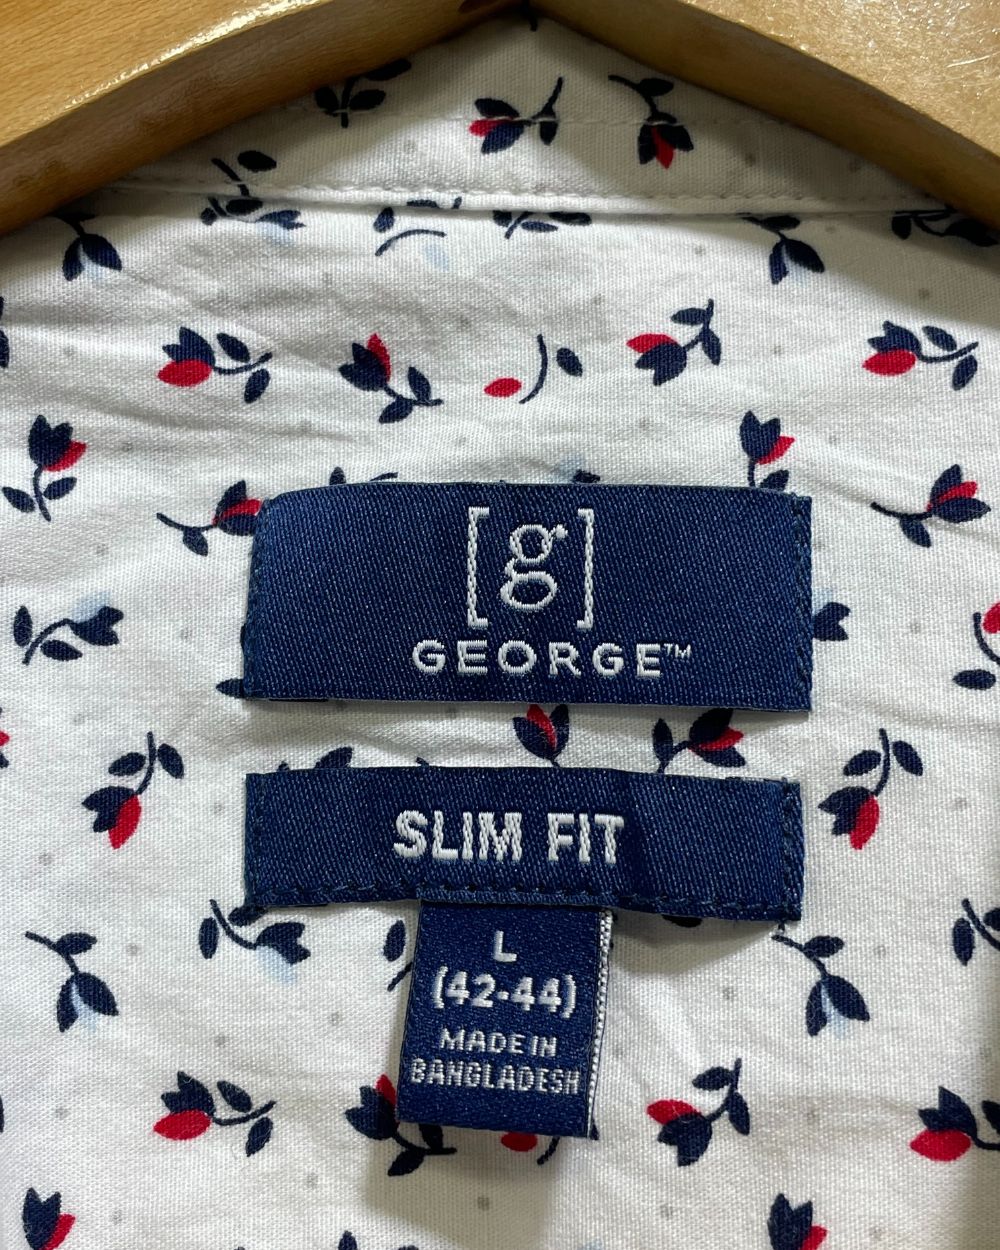 [g]
GEORGE™
SLIM FIT
L
(42-44)
MADE IN
BANGLADESH